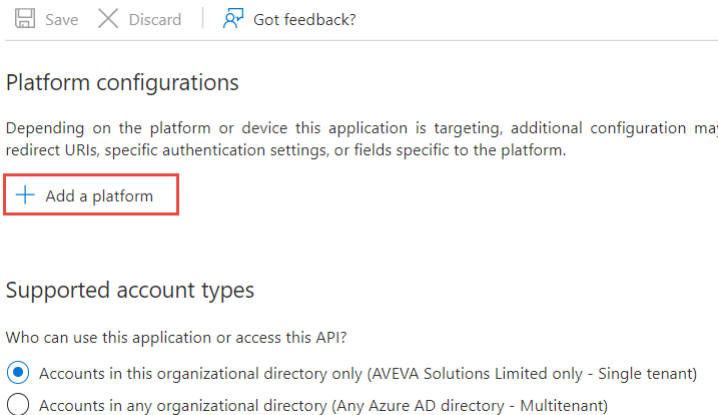 Save Discard Got feedback?
Platform configurations
Depending on the platform or device this application is targeting, additional configuration may
redirect URIs, specific authentication settings, or fields specific to the platform.
Add a platform
Supported account types
Who can use this application or access this API?
Accounts in this organizational directory only (AVEVA Solutions Limited only - Single tenant)
Accounts in any organizational directory (Any Azure AD directory - Multitenant)